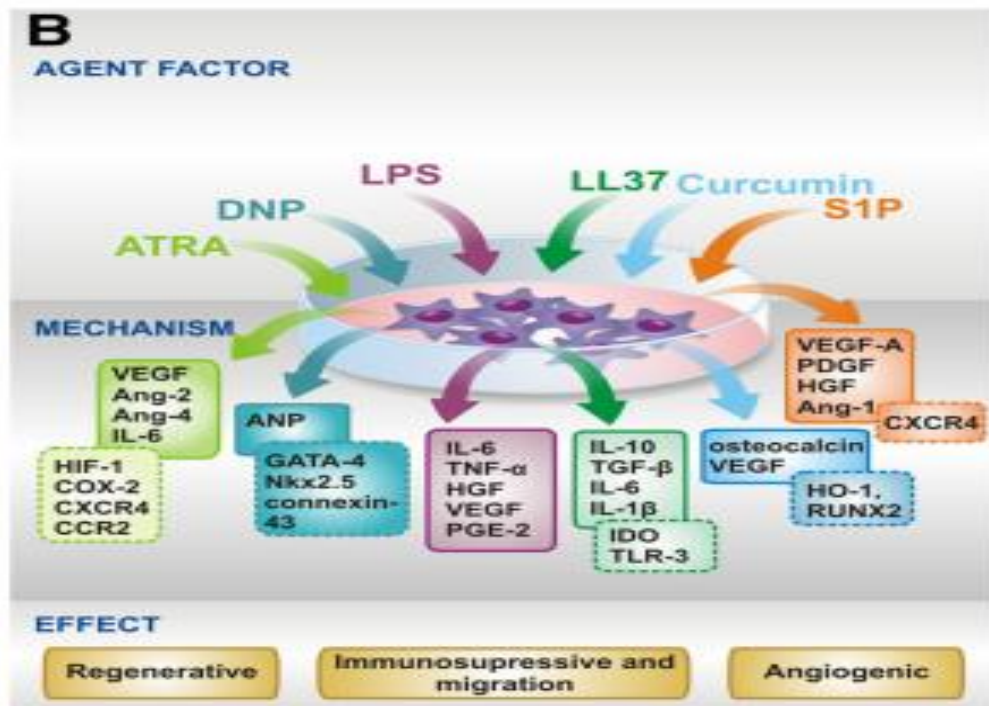 B
AGENT FACTOR
LPS
LL37
Curcumin
DNP
S1P
ATRA
MECHANISM
VEGF
Ang-2
Ang-4
IL-6
HIF-1
COX-2
CXCR4
CCR2
ANP
GATA-4
Nkx2.5
connexin-
43
IL-6
TNF-α
HGF
VEGF
PGE-2
IL-10
TGF-β
IL-6
IL-1β
IDO
TLR-3
osteocalcin
VEGF
HO-1,
RUNX2
VEGF-A
PDGF
HGF
Ang-1
CXCR4
EFFECT
Regenerative
Immunosupressive and
migration
Angiogenic